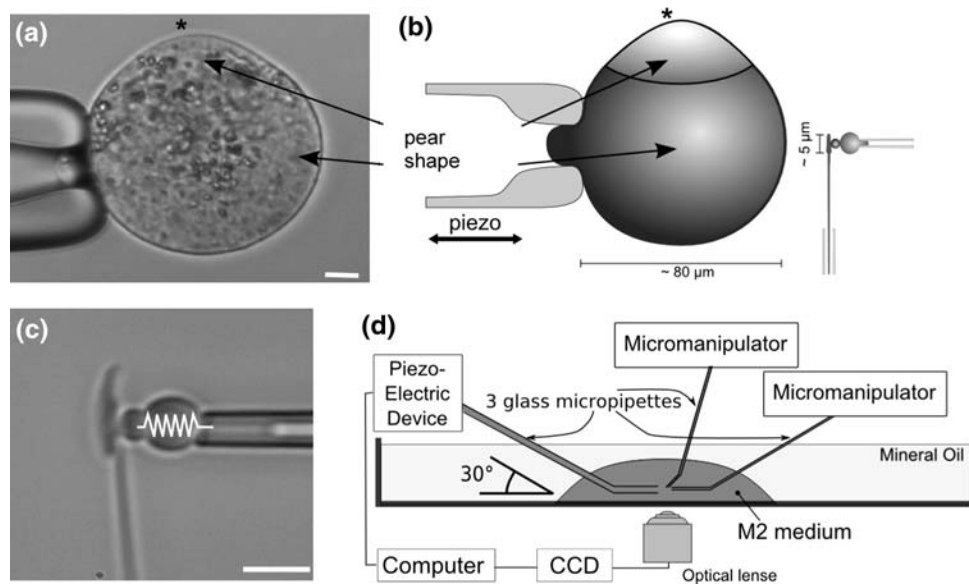 (a)
*
pear
shape
(b)
*
piezo
~ 80 µm
~ 5 µm
(c)
(d)
Piezo-
Electric
Device
Micromanipulator
Micromanipulator
3 glass micropipettes
Mineral Oil
30°
M2 medium
Computer
CCD
Optical lense